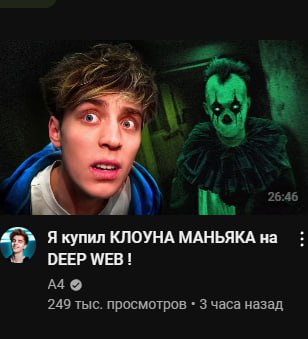 26:46
Я купил КЛОУНА МАНЬЯКА на
DEEP WEB !
A4
249 тыс. просмотров • 3 часа назад